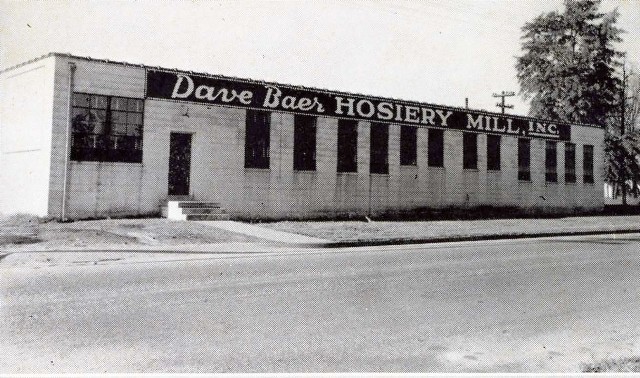 Dave Baer HOSIERY MILL, INC.